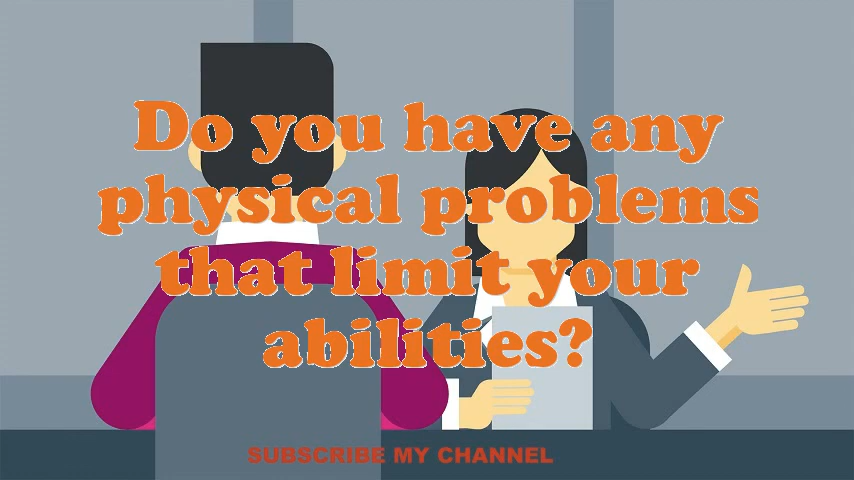 Do you have any
physical problems
that limit your
abilities?
SUBSCRIBE MY CHANNEL